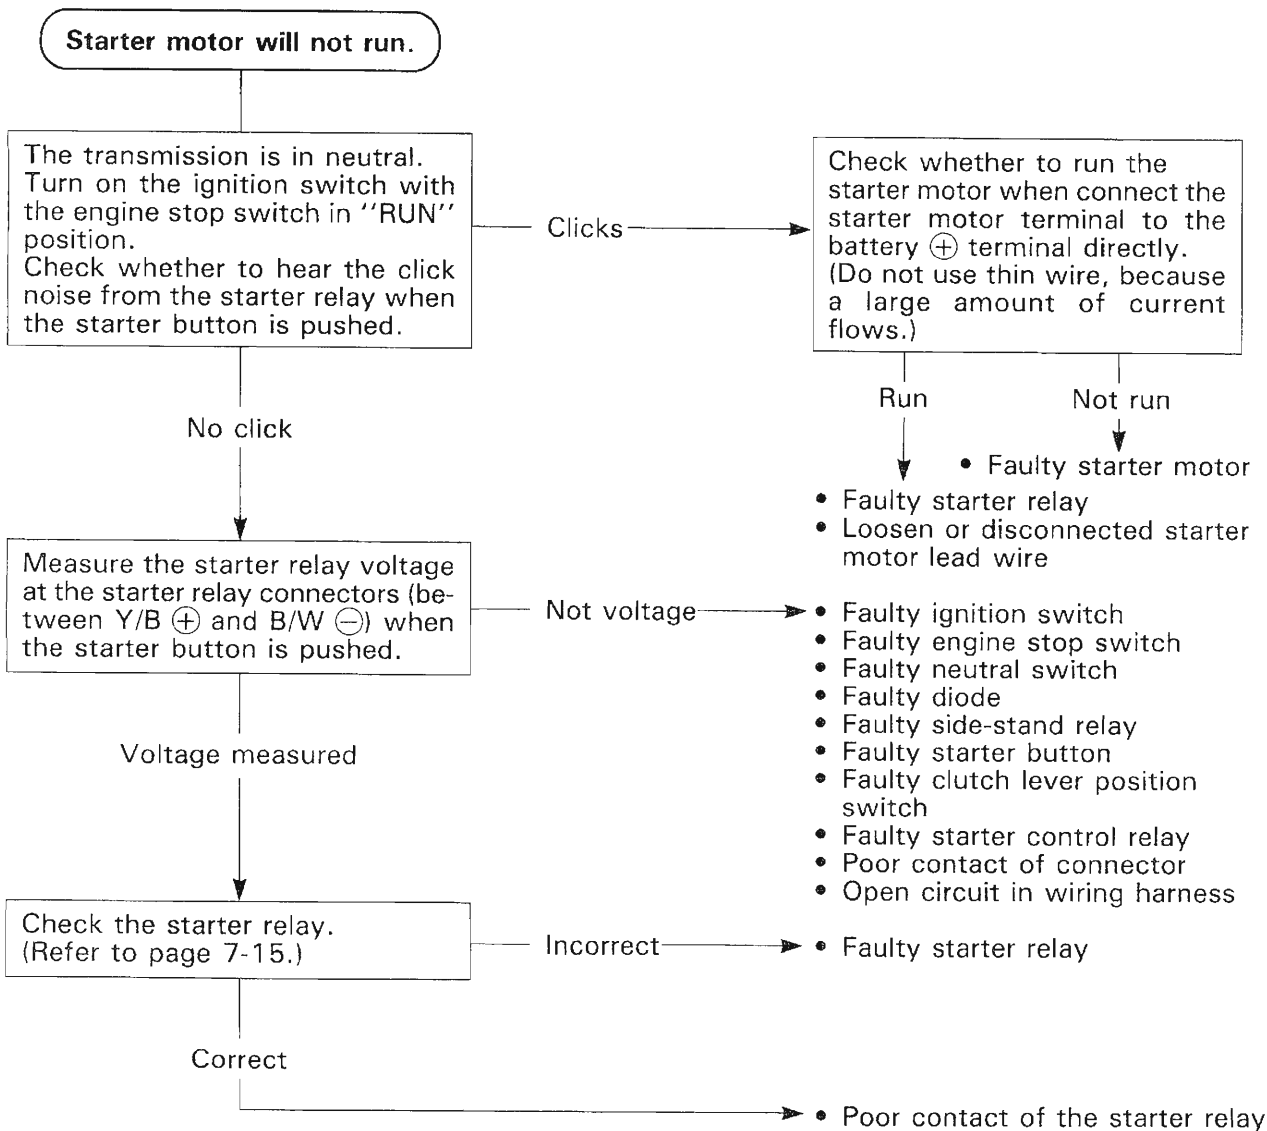 Starter motor will not run.
The transmission is in neutral.
Turn on the ignition switch with
the engine stop switch in "RUN"
position.
Check whether to hear the click
noise from the starter relay when
the starter button is pushed.
Clicks
Check whether to run the
starter motor when connect the
starter motor terminal to the
battery ⊕ terminal directly.
(Do not use thin wire, because
a large amount of current
flows.)
Run
Not run
• Faulty starter motor
• Faulty starter relay
• Loosen or disconnected starter
motor lead wire
No click
Measure the starter relay voltage
at the starter relay connectors (be-
tween Y/B ⊕ and B/W ⊖) when
the starter button is pushed.
Not voltage
• Faulty ignition switch
• Faulty engine stop switch
• Faulty neutral switch
• Faulty diode
• Faulty side-stand relay
• Faulty starter button
• Faulty clutch lever position
switch
• Faulty starter control relay
• Poor contact of connector
• Open circuit in wiring harness
Voltage measured
Check the starter relay.
(Refer to page 7-15.)
Incorrect
• Faulty starter relay
Correct
• Poor contact of the starter relay